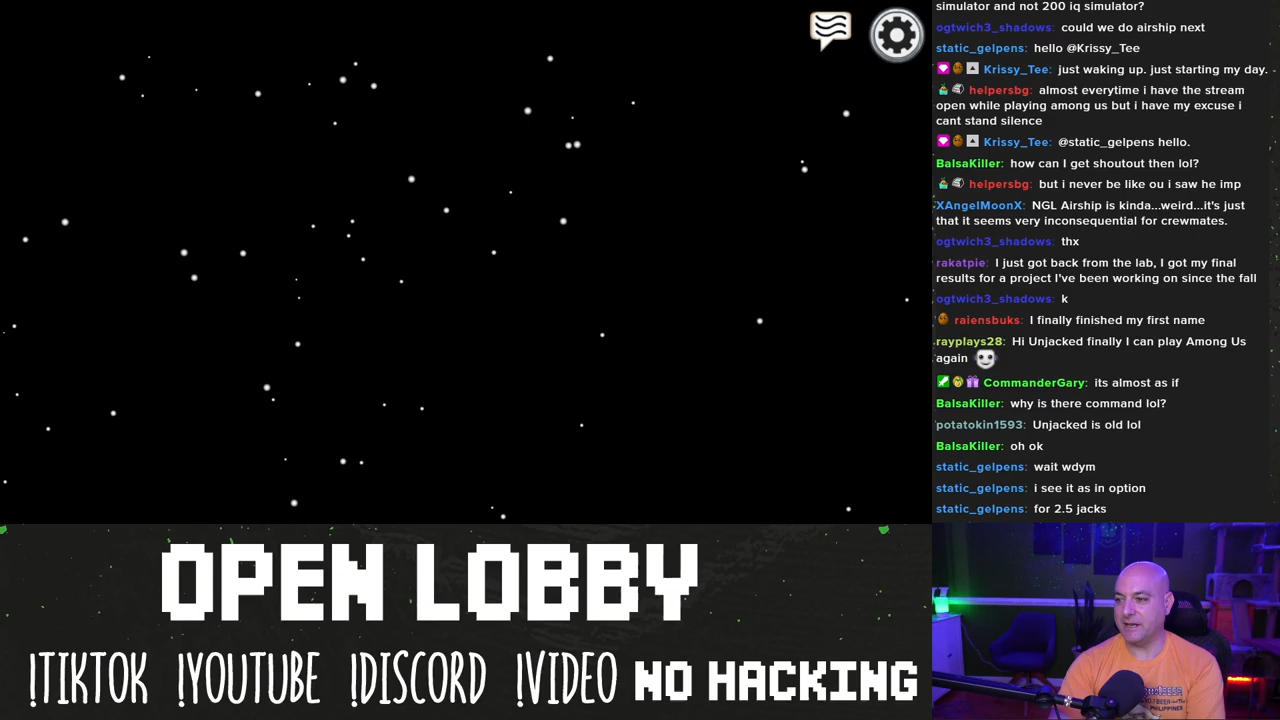 simulator and not 200 iq simulator?
ogtwich3_shadows: could we do airship next
static_gelpens: hello @Krissy_Tee
Krissy_Tee: just waking up. just starting my day.
helpersbg: almost everytime i have the stream
open while playing among us but i have my excuse i
cant stand silence
Krissy_Tee: @static_gelpens hello.
BalsaKiller: how can I get shoutout then lol?
helpersbg: but i never be like ou i saw he imp
XAngelMoonX: NGL Airship is kinda...weird...it's just
that it seems very inconsequential for crewmates.
ogtwich3_shadows: thx
rakatpie: I just got back from the lab, I got my final
results for a project I've been working on since the fall
ogtwich3_shadows: k
raiensbuks: I finally finished my first name
rayplays28: Hi Unjacked finally I can play Among Us
again
CommanderGary: its almost as if
BalsaKiller: why is there command lol?
potatokin1593: Unjacked is old lol
BalsaKiller: oh ok
static_gelpens: wait wdym
static_gelpens: i see it as in option
static_gelpens: for 2.5 jacks
OPEN LOBBY
!TIKTOK !YOUTUBE !DISCORD !VIDEO NO HACKING